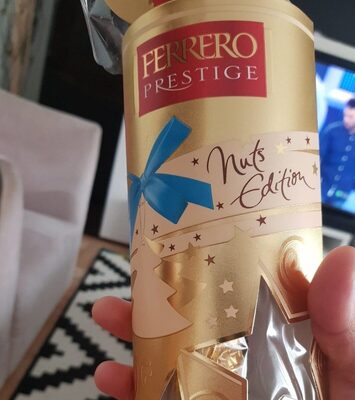 FERRERO
PRESTIGE
Nuts
Edition